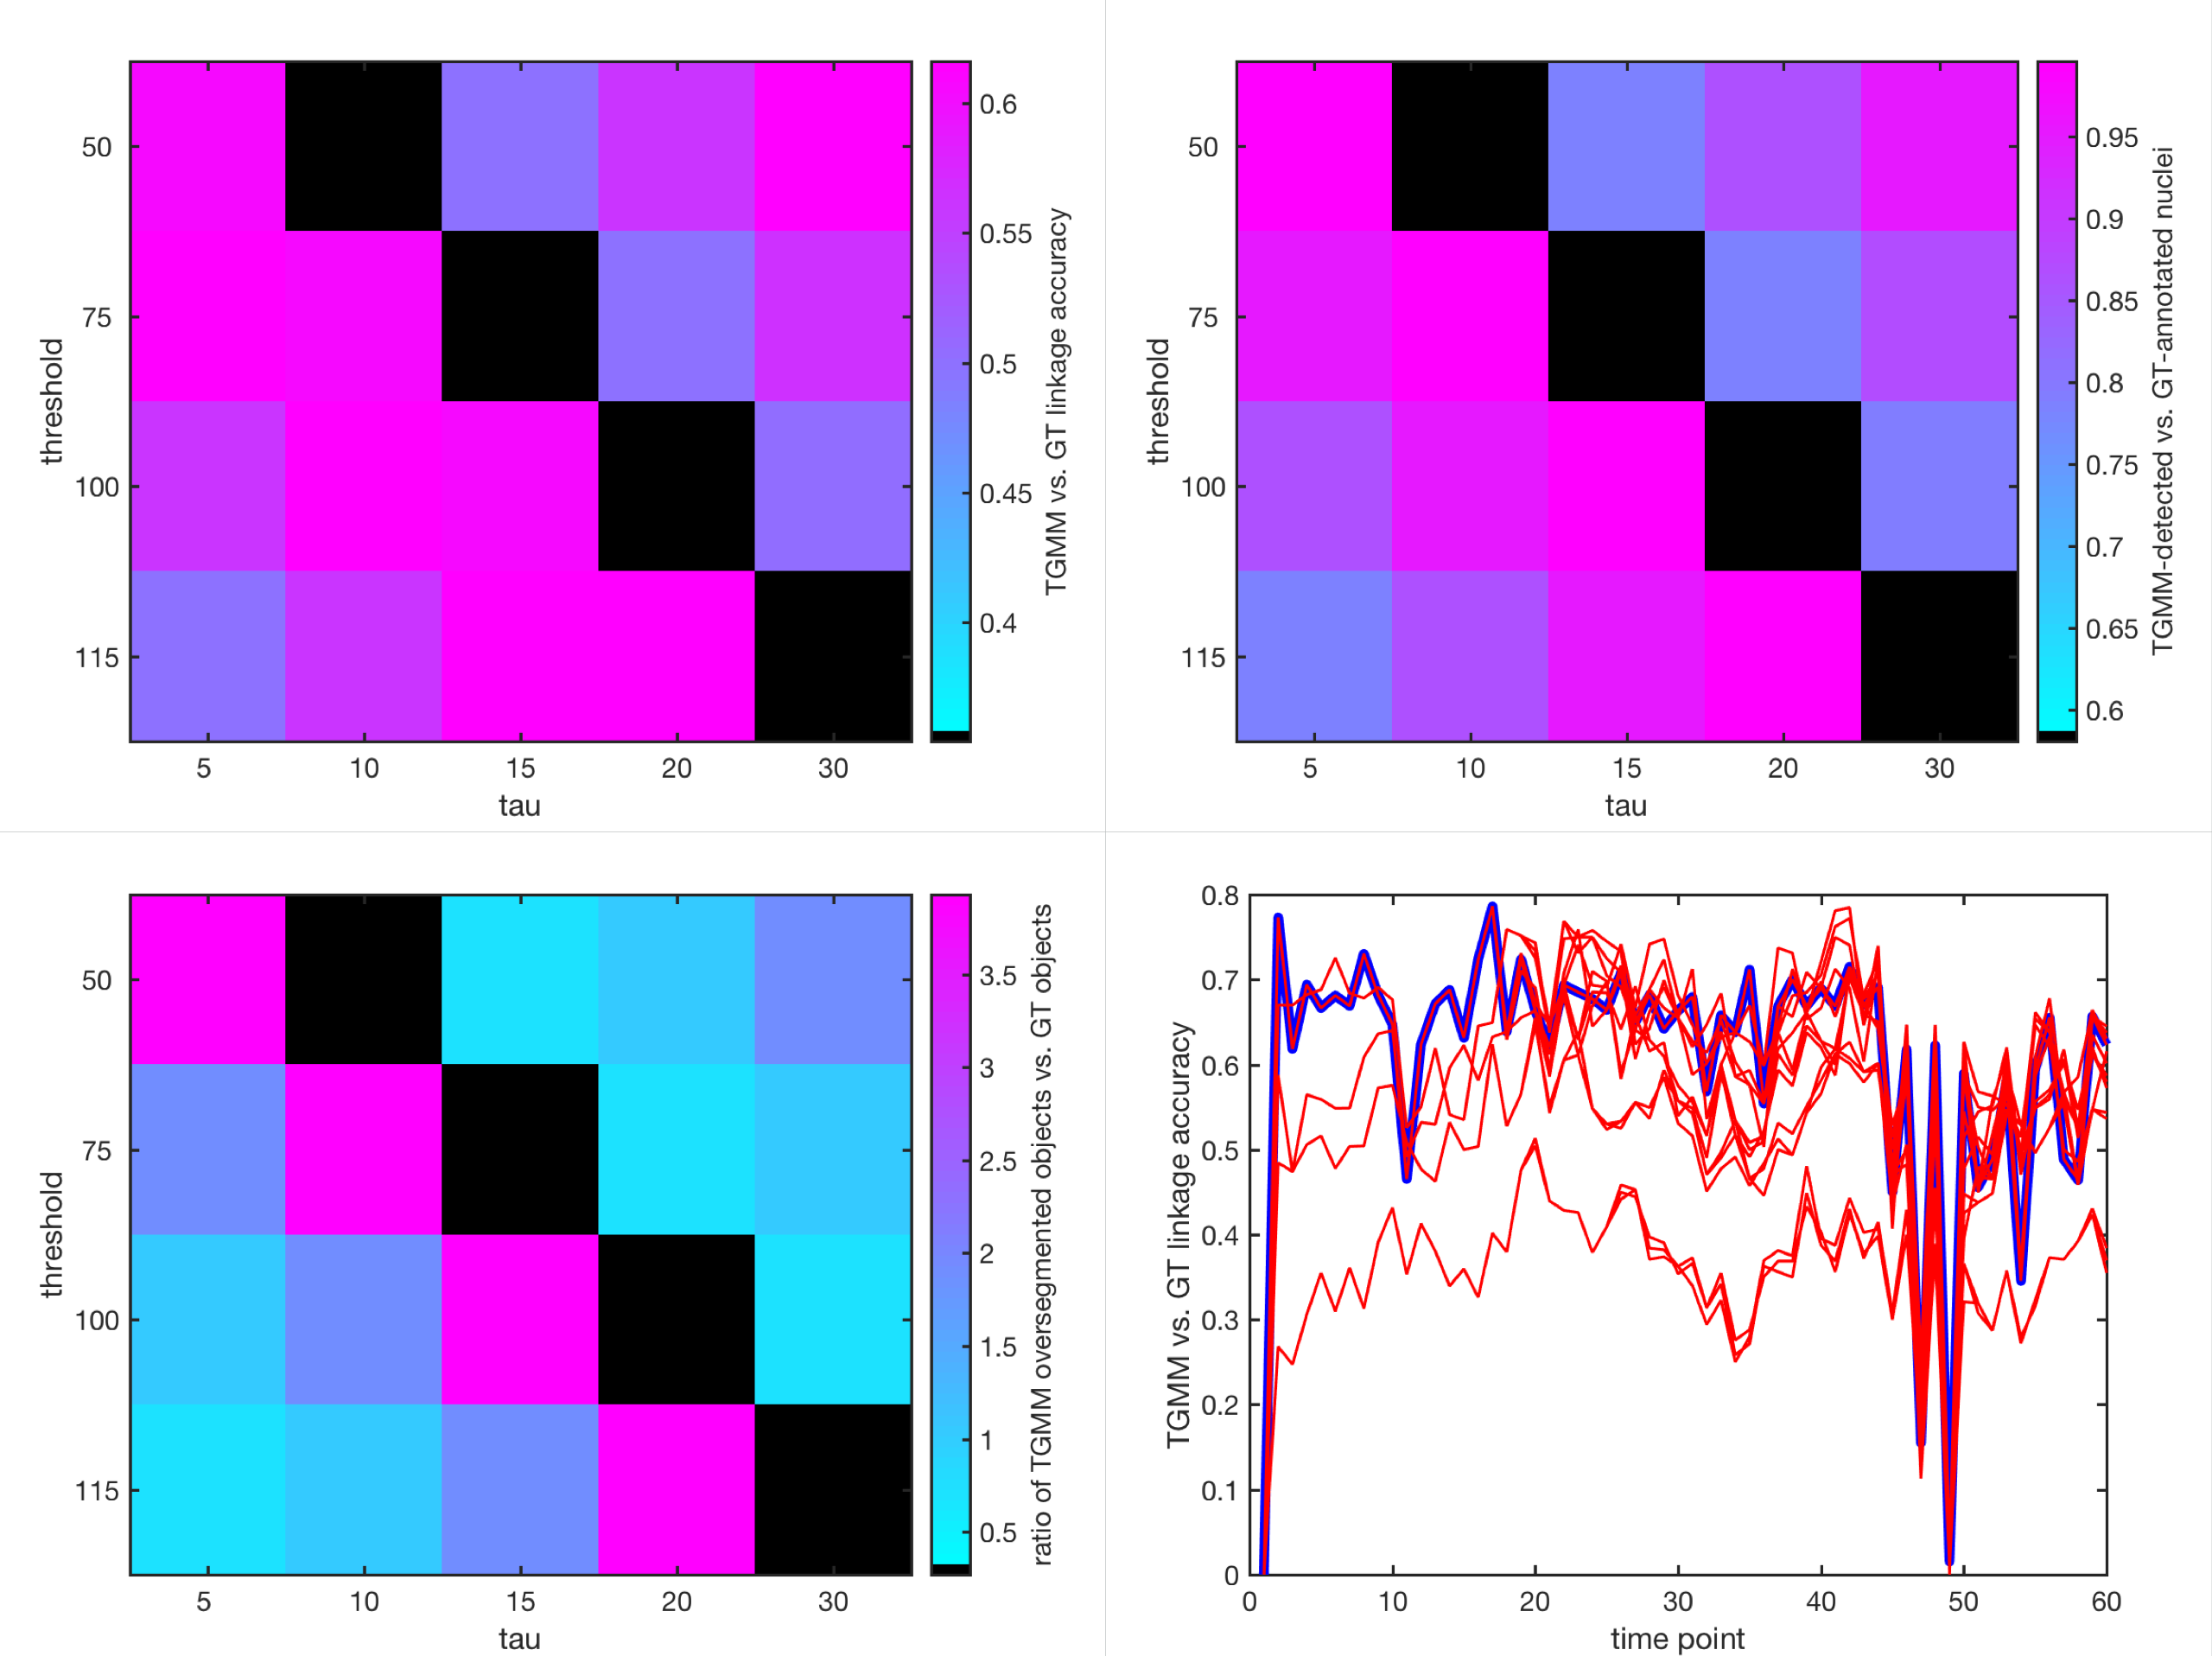 50
75
100
115
threshold
5 10 15 20 30
tau
0.6
0.55
0.5
0.45
0.4
TGMM vs. GT linkage accuracy
50
75
100
115
threshold
5 10 15 20 30
tau
0.95
0.9
0.85
0.8
0.75
0.7
0.65
0.6
TGMM-detected vs. GT-annotated nuclei
50
75
100
115
threshold
5 10 15 20 30
tau
3.5
3
2.5
2
1.5
1
0.5
ratio of TGMM oversegmented objects vs. GT objects
0.8
0.7
0.6
0.5
0.4
0.3
0.2
0.1
0
TGMM vs. GT linkage accuracy
0 10 20 30 40 50 60
time point